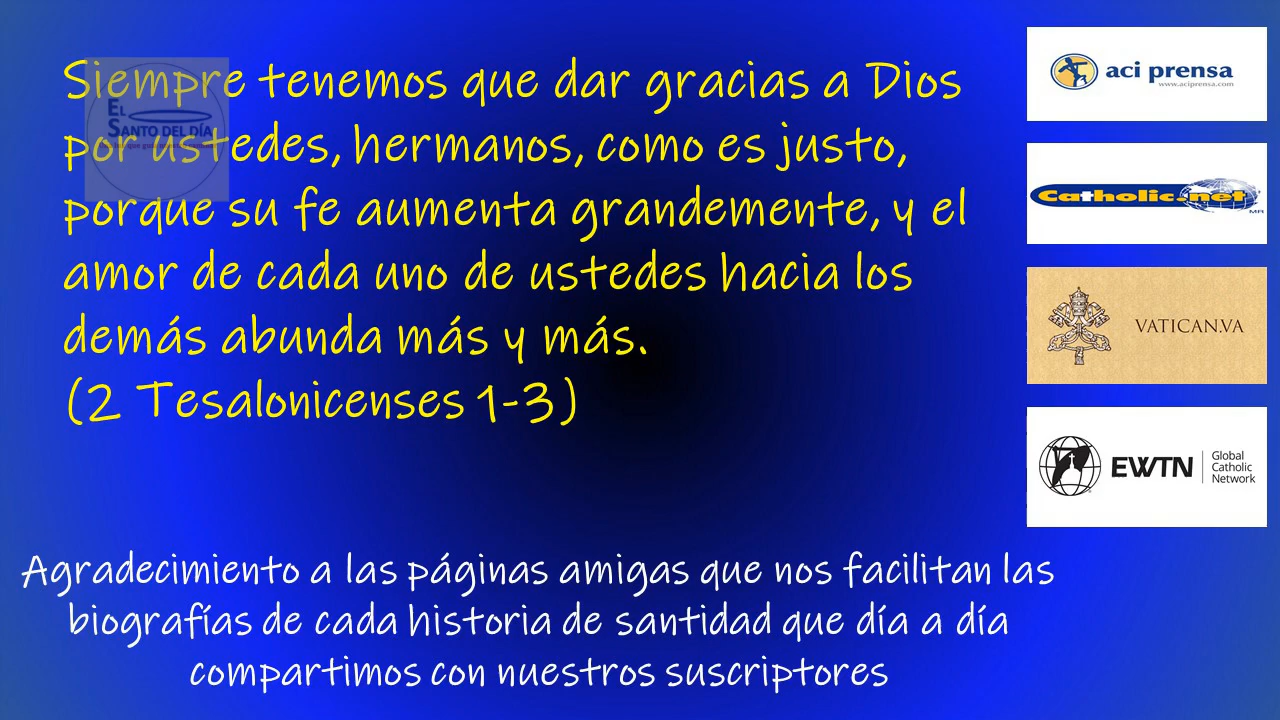 Siempre tenemos que dar gracias a Dios
por ustedes, hermanos, como es justo,
porque su fe aumenta grandemente, y el
amor de cada uno de ustedes hacia los
demás abunda más y más.
(2 Tesalonicenses 1-3)
EL
SANTO DEL DÍA
aci prensa
www.aciprensa.com
Catholic.net
MR
VATICAN.VA
EWTN
Global
Catholic
Network
Agradecimiento a las páginas amigas que nos facilitan las
biografías de cada historia de santidad que día a día
compartimos con nuestros suscriptores